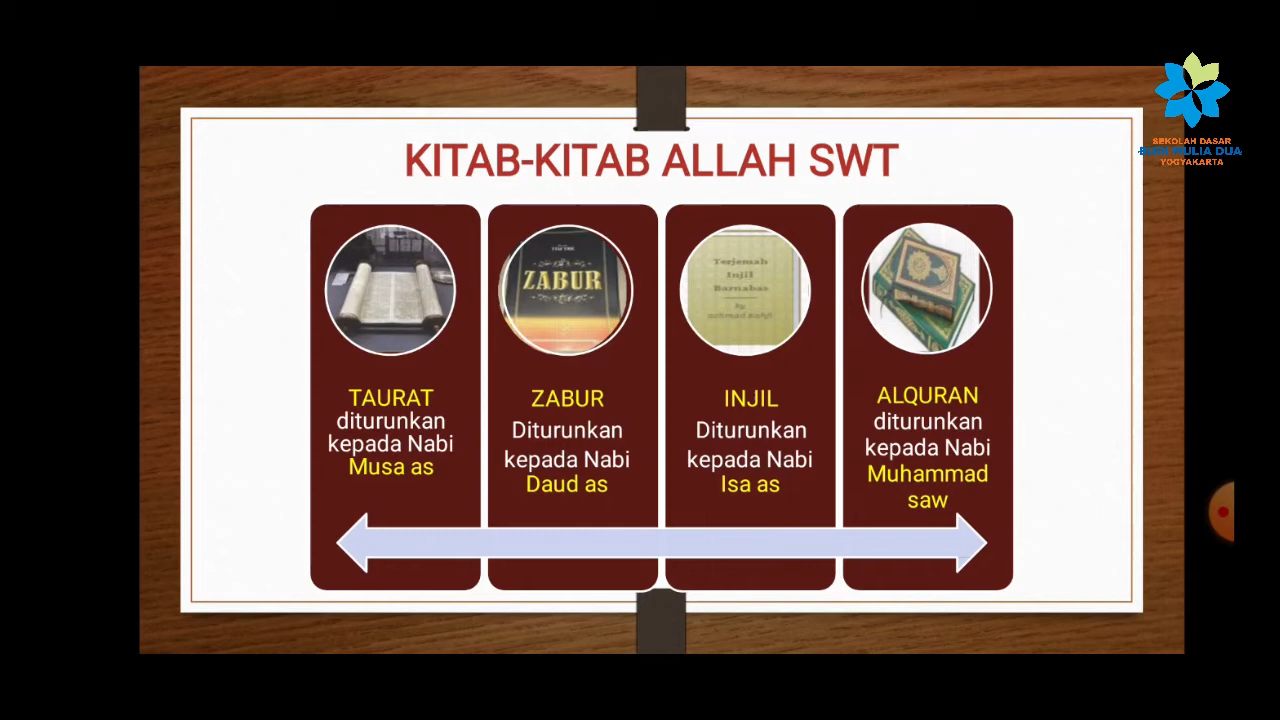 SEKOLAH DASAR
YOGYAKARTA
KITAB-KITAB ALLAH SWT
ZABUR
Terjemah
Injil
Barnabas
TAURAT
diturunkan
kepada Nabi
Musa as
ZABUR
Diturunkan
kepada Nabi
Daud as
INJIL
Diturunkan
kepada Nabi
Isa as
ALQURAN
diturunkan
kepada Nabi
Muhammad
saw